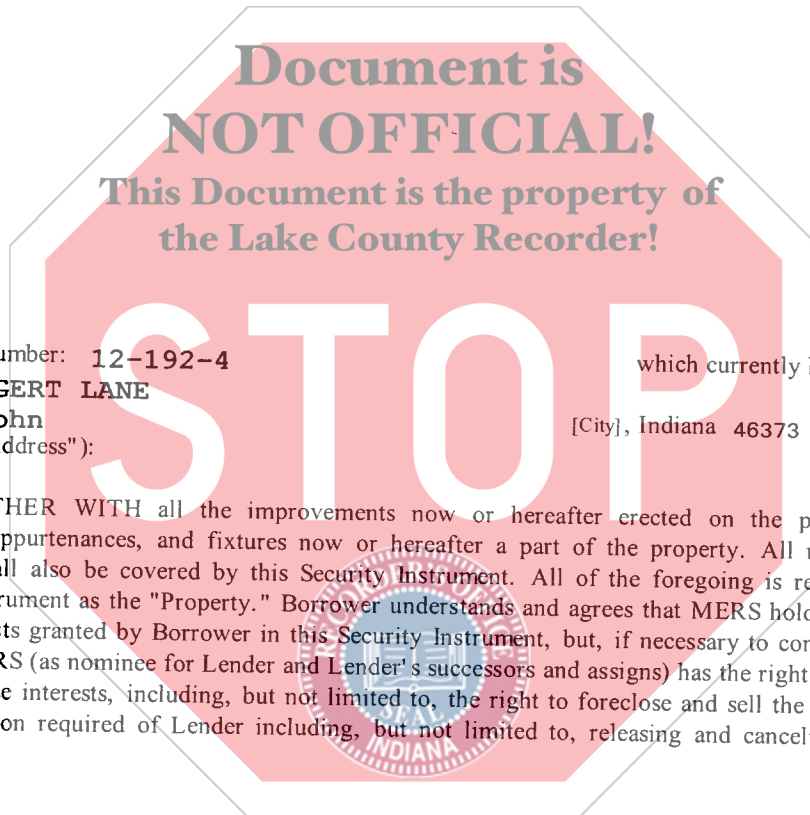 Document is
NOT OFFICIAL!
This Document is the property of
the Lake County Recorder!
STOP
umber: 12-192-4 which currently
GERT LANE
ohn [City], Indiana 46373
ddress"):
THER WITH all the improvements now or hereafter erected on the p
ppurtenances, and fixtures now or hereafter a part of the property. All
ll also be covered by this Security Instrument. All of the foregoing is re
rument as the "Property." Borrower understands and agrees that MERS hold
ts granted by Borrower in this Security Instrument, but, if necessary to con
RS (as nominee for Lender and Lender's successors and assigns) has the right
e interests, including, but not limited to, the right to foreclose and sell the
on required of Lender including, but not limited to, releasing and cancel
RECORDER'S OFFICE
SEAL
INDIANA